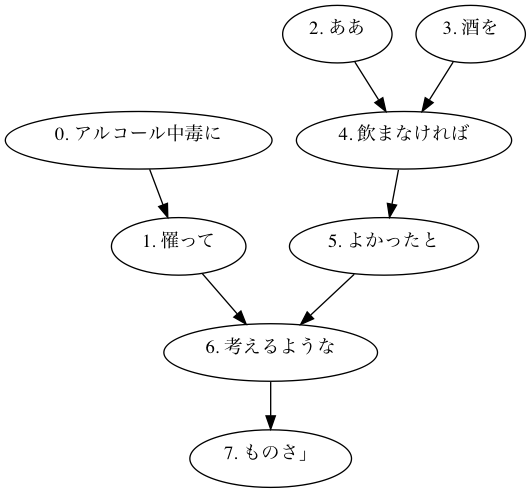 2. ああ
3. 酒を
0. アルコール中毒に
4. 飲まなければ
1. 罹って
5. よかったと
6. 考えるような
7. ものさ」